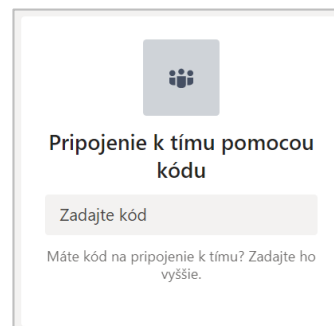 Pripojenie k tímu pomocou
kódu
Zadajte kód
Máte kód na pripojenie k tímu? Zadajte ho
vyššie.